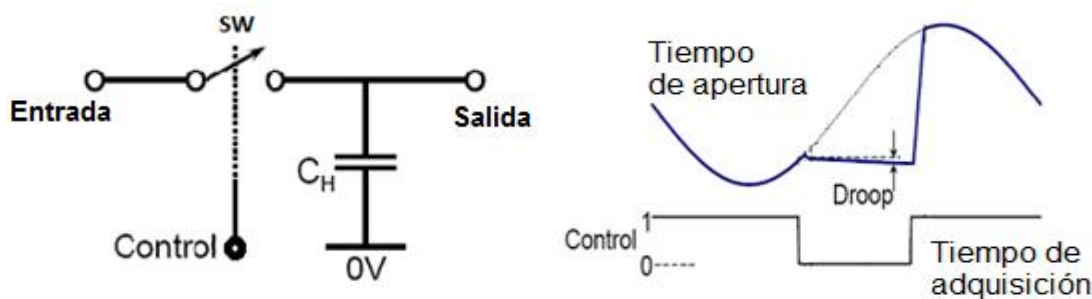 SW
Entrada
Salida
C_H
Control
0V
Tiempo
de apertura
Droop
1
Control
0
Tiempo de
adquisición